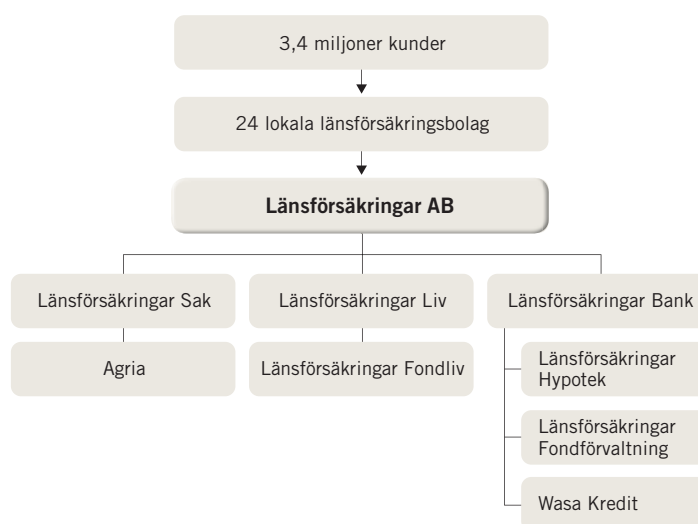 3,4 miljoner kunder
24 lokala länsförsäkringsbolag
Länsförsäkringar AB
Länsförsäkringar Sak
Länsförsäkringar Liv
Länsförsäkringar Bank
Agria
Länsförsäkringar Fondliv
Länsförsäkringar
Hypotek
Länsförsäkringar
Fondförvaltning
Wasa Kredit